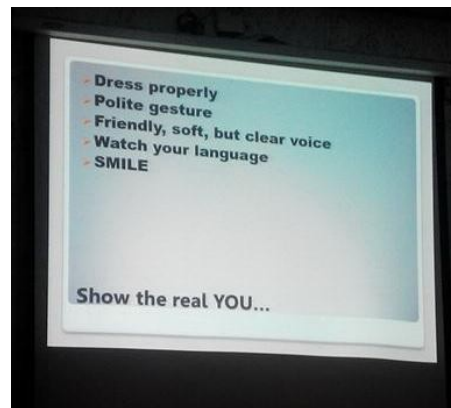 Dress properly
Polite gesture
Friendly, soft, but clear voice
Watch your language
SMILE
Show the real YOU...